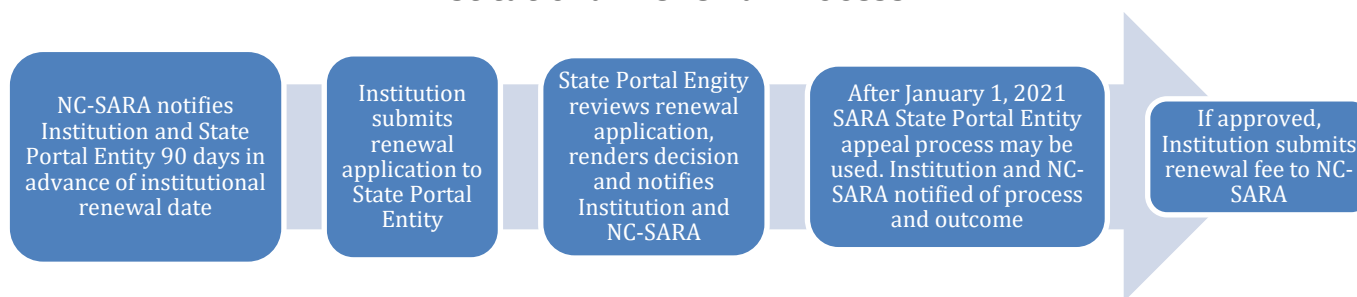 NC-SARA notifies
Institution and State
Portal Entity 90 days in
advance of institutional
renewal date
Institution
submits
renewal
application to
State Portal
Entity
State Portal Engity
reviews renewal
application,
renders decision
and notifies
Institution and
NC-SARA
After January 1, 2021
SARA State Portal Entity
appeal process may be
used. Institution and NC-
SARA notified of process
and outcome
If approved,
Institution submits
renewal fee to NC-
SARA